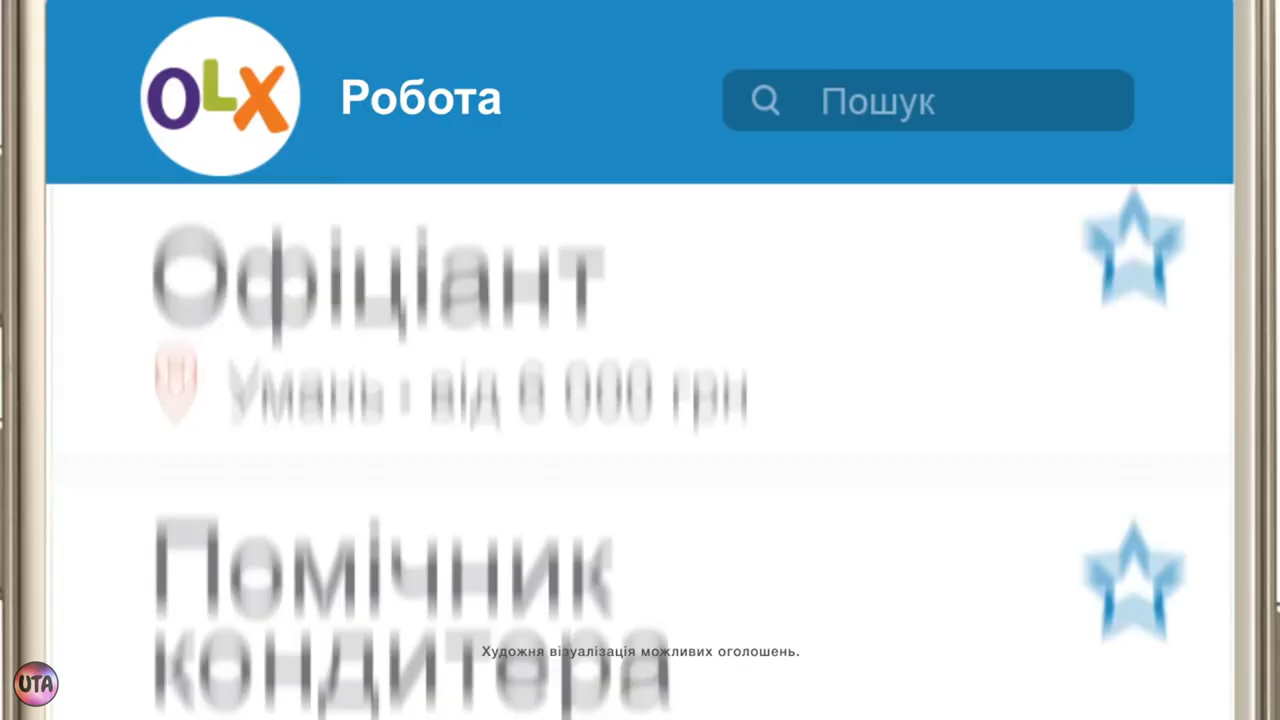 OLX
Робота
Пошук
Офіціант
Умань : від 6 000 грн
Помічник
кондитера
Художня візуалізація можливих оголошень.
UTA